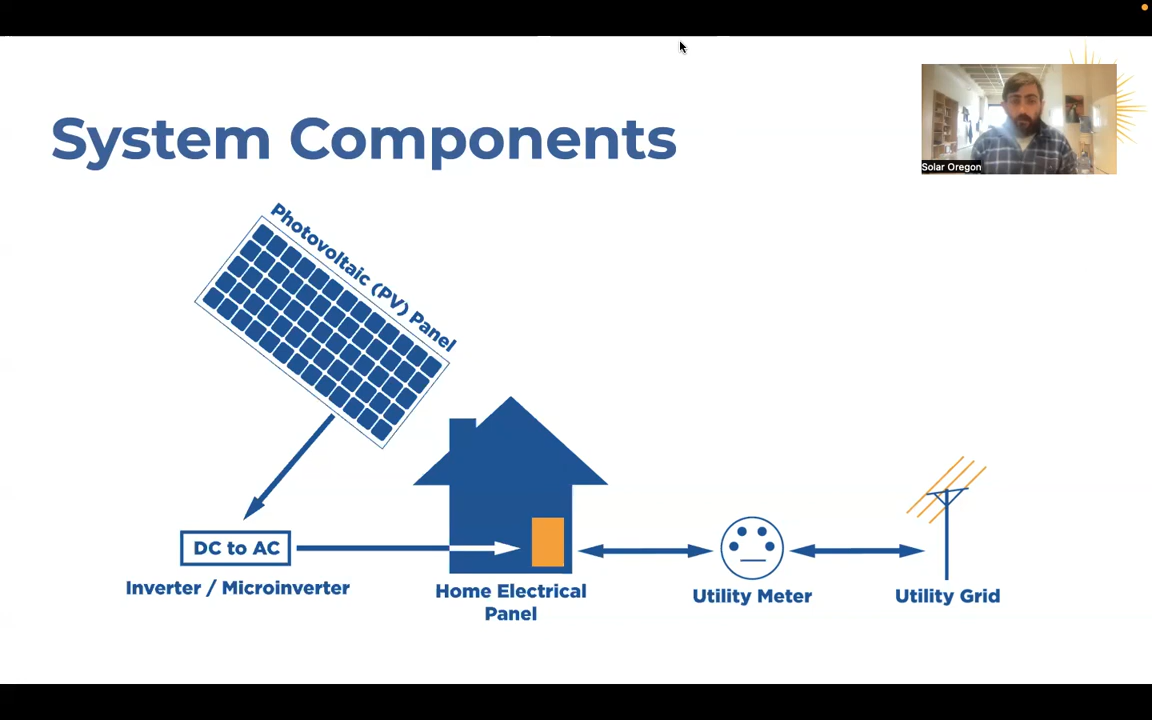 System Components
Solar Oregon
Photovoltaic (PV) Panel
DC to AC
Inverter / Microinverter
Home Electrical
Panel
Utility Meter
Utility Grid